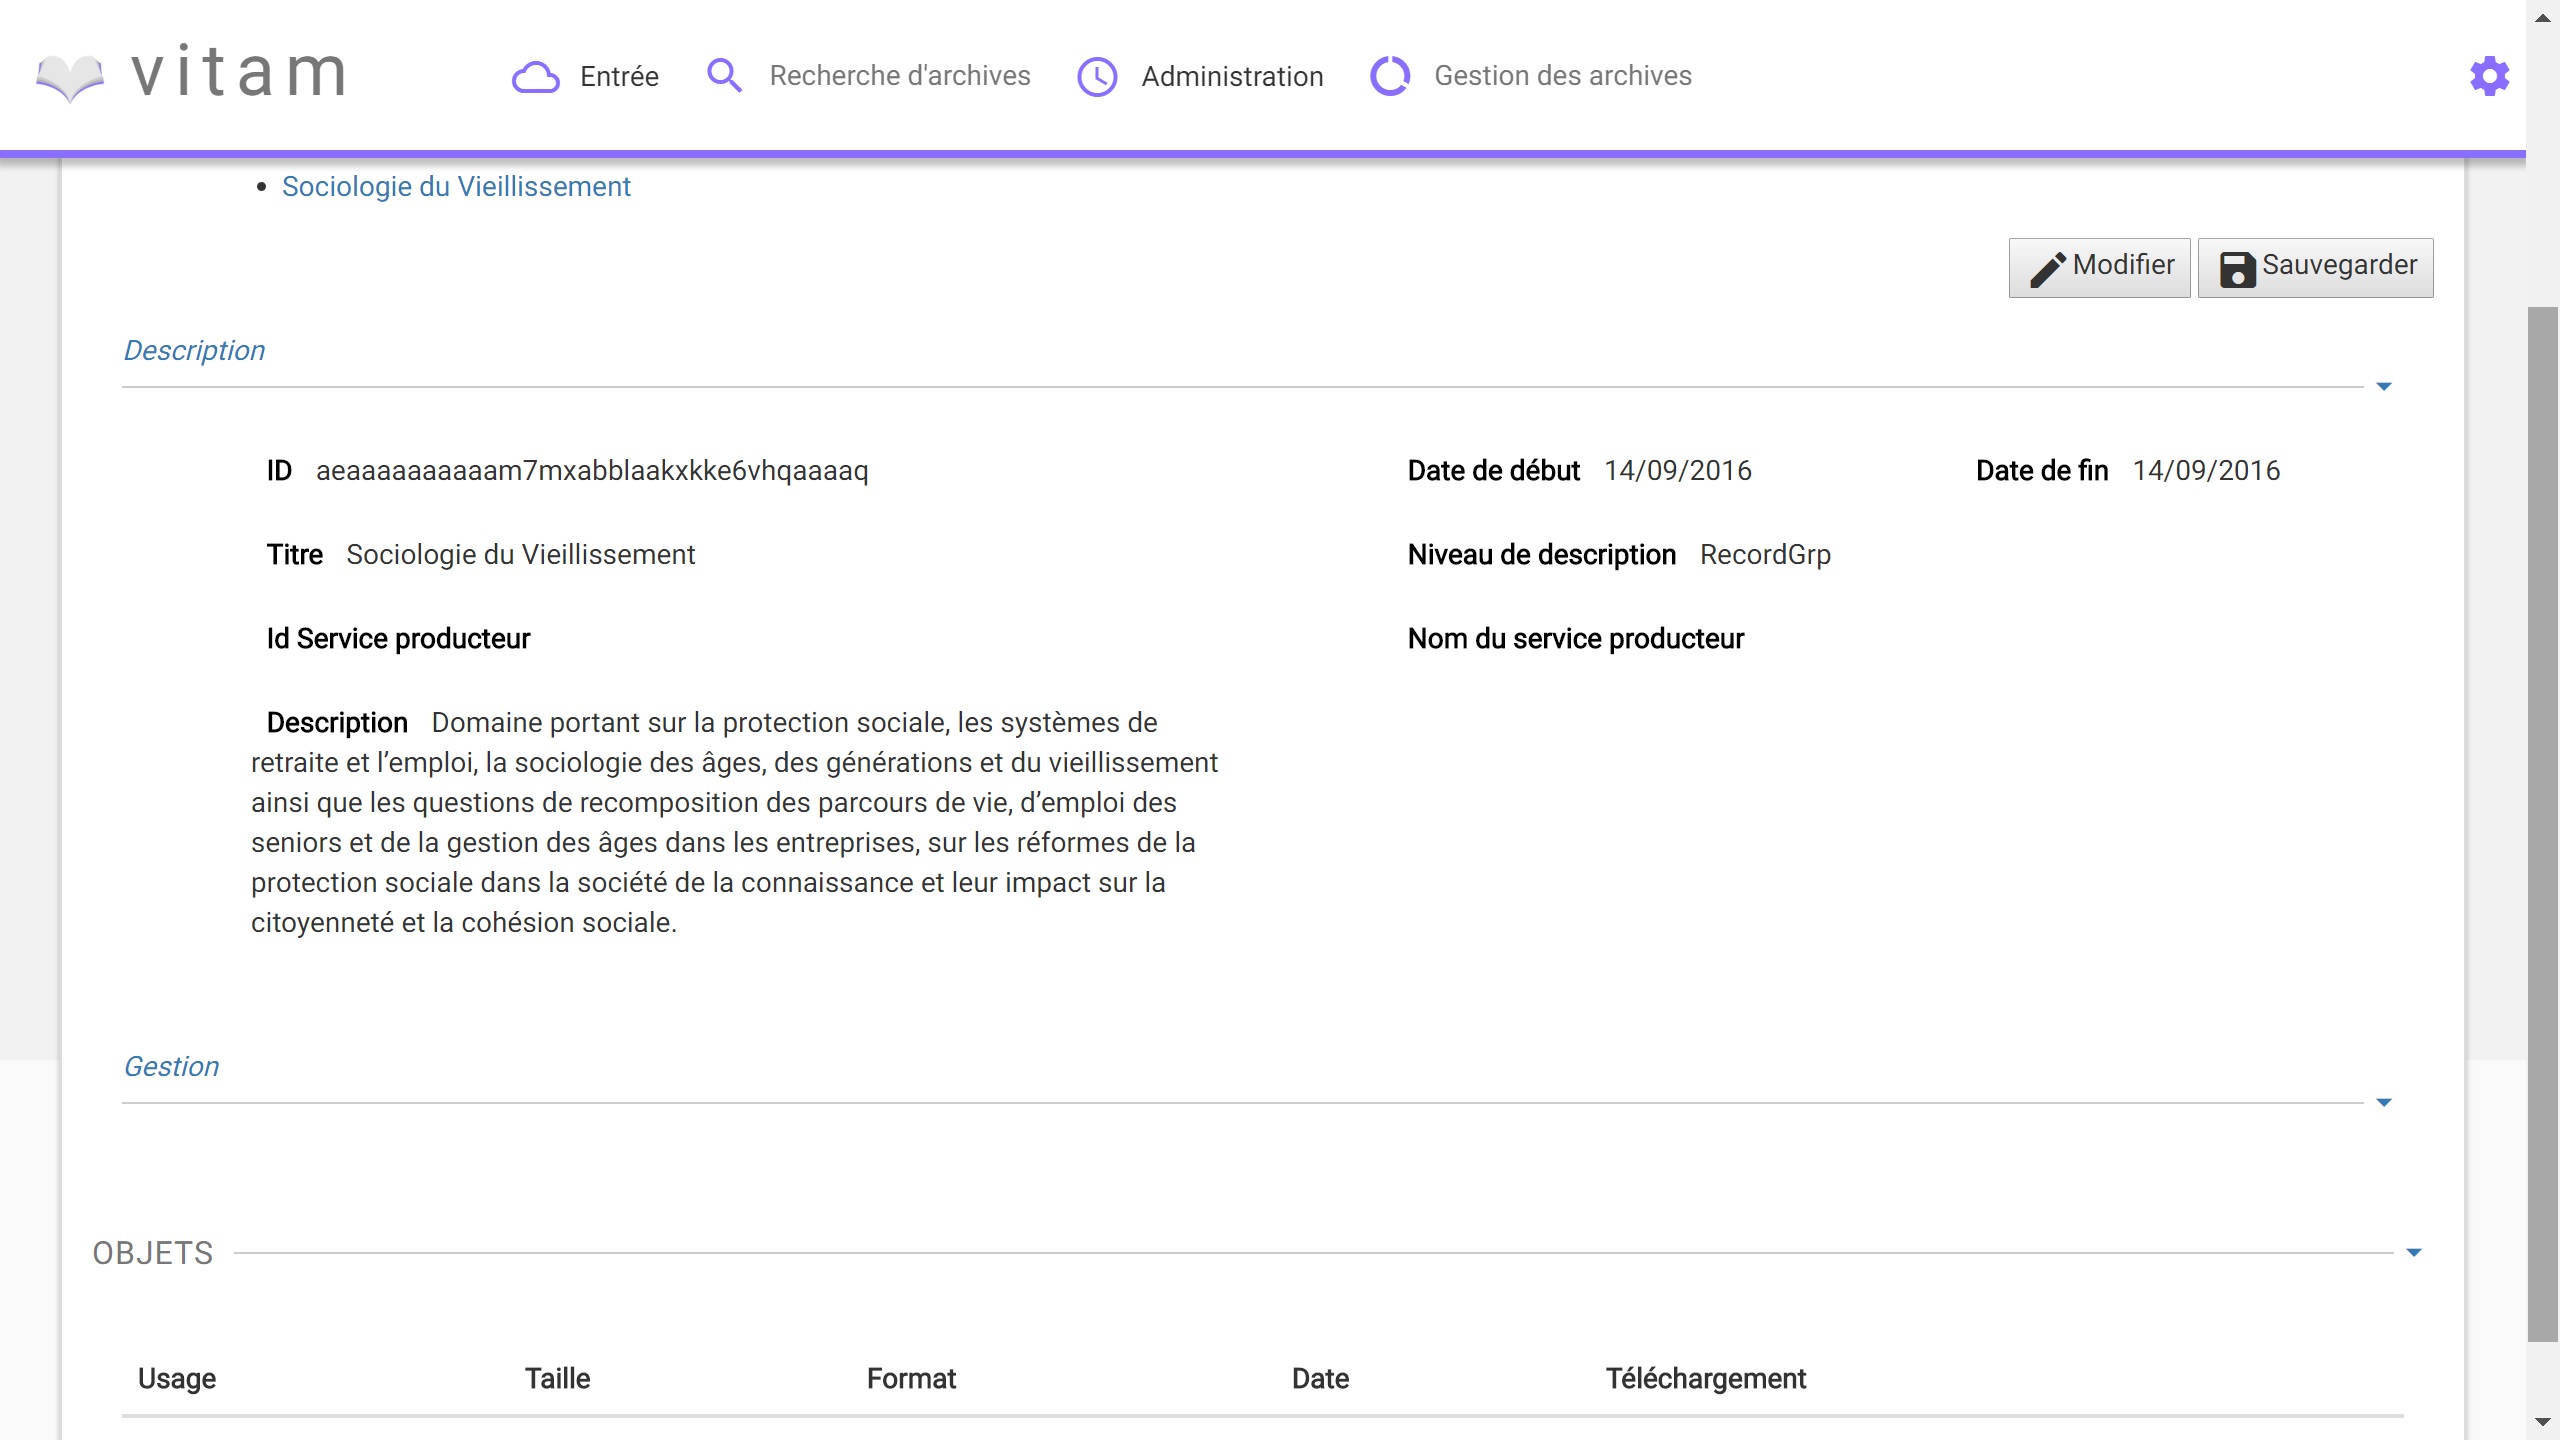 vitam
Entrée
Recherche d'archives
Administration
Gestion des archives
Sociologie du Vieillissement
Modifier
Sauvegarder
Description
ID aeaaaaaaaaaam7mxabblaakxkke6vhqaaaaq
Date de début 14/09/2016
Date de fin 14/09/2016
Titre Sociologie du Vieillissement
Niveau de description RecordGrp
Id Service producteur
Nom du service producteur
Description Domaine portant sur la protection sociale, les systèmes de
retraite et l’emploi, la sociologie des âges, des générations et du vieillissement
ainsi que les questions de recomposition des parcours de vie, d’emploi des
seniors et de la gestion des âges dans les entreprises, sur les réformes de la
protection sociale dans la société de la connaissance et leur impact sur la
citoyenneté et la cohésion sociale.
Gestion
OBJETS
Usage
Taille
Format
Date
Téléchargement